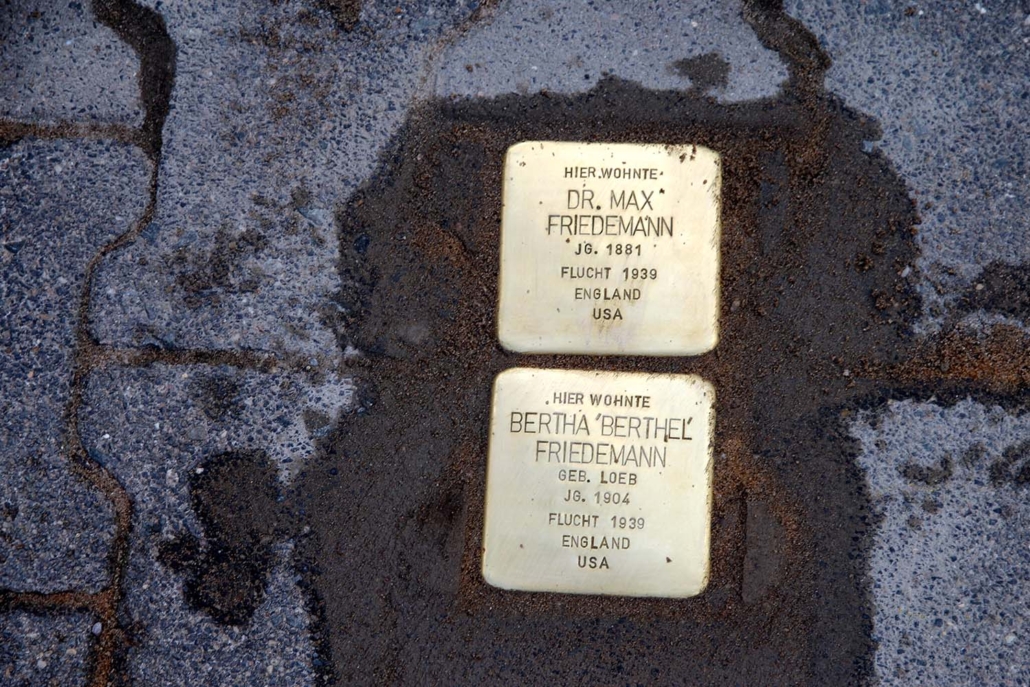 HIER WOHNTE
DR. MAX
FRIEDEMANN
JG. 1881
FLUCHT 1939
ENGLAND
USA
HIER WOHNTE
BERTHA 'BERTHEL'
FRIEDEMANN
GEB. LOEB
JG. 1904
FLUCHT 1939
ENGLAND
USA